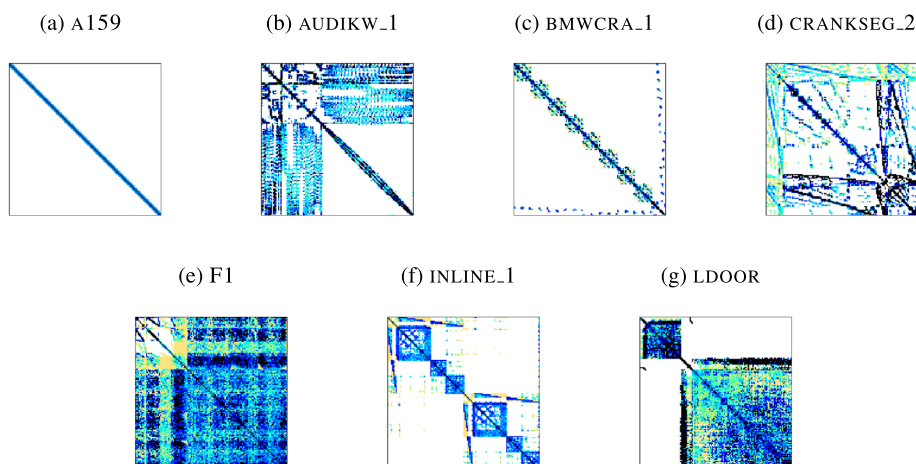 (a) A159
(b) AUDIKW_1
(c) BMWCRA_1
(d) CRANKSEG_2
(e) F1
(f) INLINE_1
(g) LDOOR